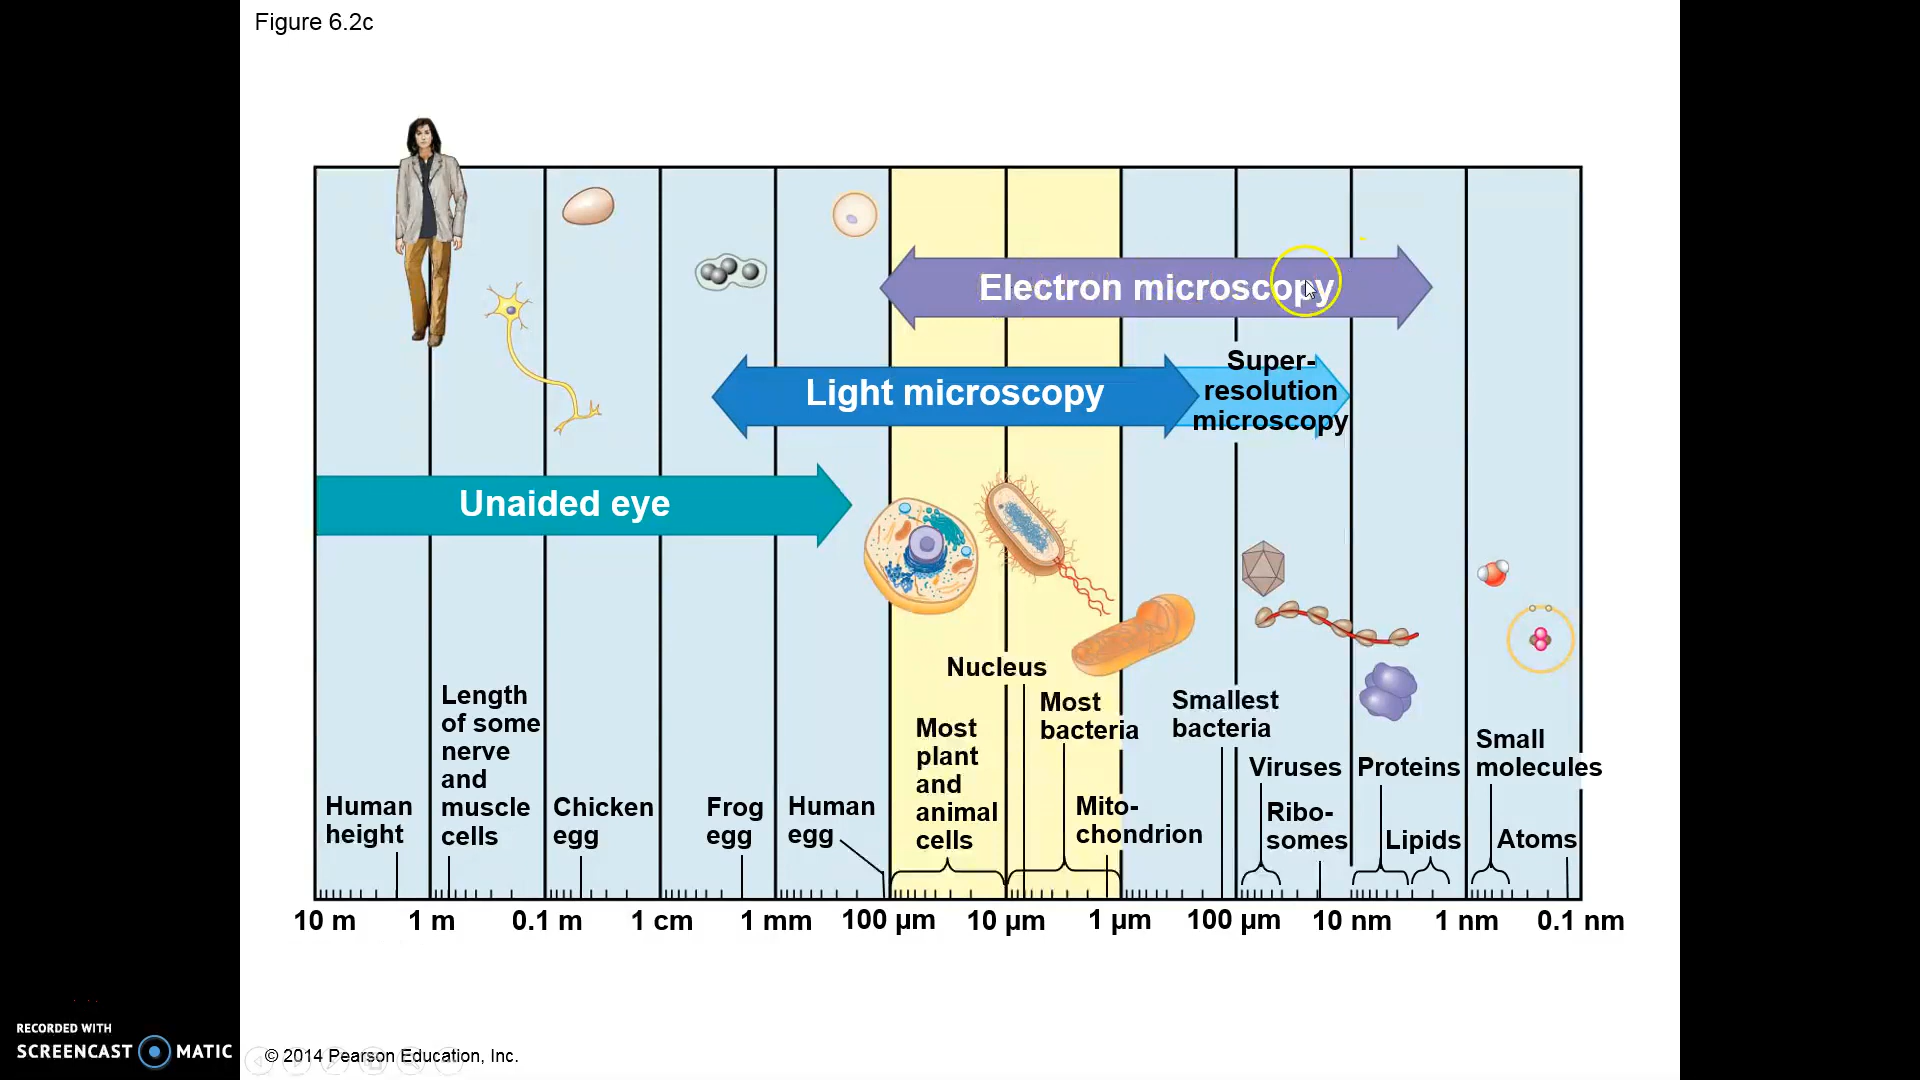 Figure 6.2c
Electron microscopy
Super-
resolution
microscopy
Light microscopy
Unaided eye
Nucleus
Length
of some
nerve
and
muscle
cells
Most
bacteria
Smallest
bacteria
Most
plant
and
animal
cells
Small
molecules
Viruses
Proteins
Human
height
Chicken
egg
Frog
egg
Human
egg
Mito-
chondrion
Ribo-
somes
Lipids
Atoms
10 m
1 m
0.1 m
1 cm
1 mm
100 µm
10 µm
1 µm
100 µm
10 nm
1 nm
0.1 nm
RECORDED WITH
SCREENCAST MATIC
© 2014 Pearson Education, Inc.